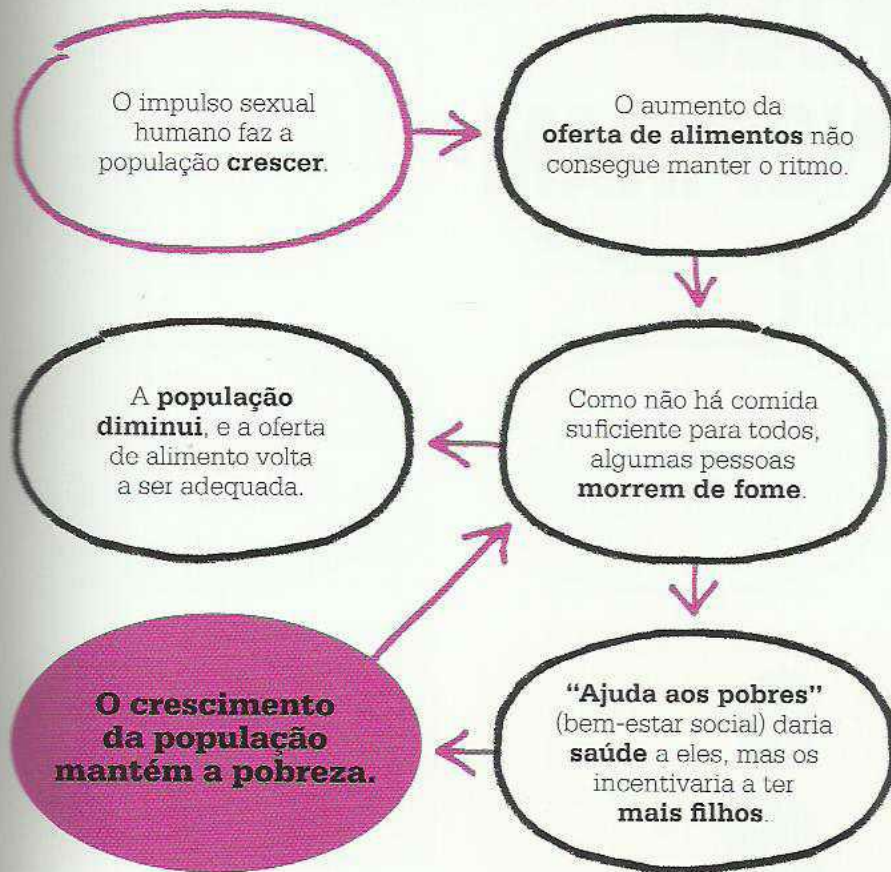 O impulso sexual
humano faz a
população crescer.
O aumento da
oferta de alimentos não
consegue manter o ritmo.
Como não há comida
suficiente para todos,
algumas pessoas
morrem de fome.
A população
diminui, e a oferta
de alimento volta
a ser adequada.
“Ajuda aos pobres”
(bem-estar social) daria
saúde a eles, mas os
incentivaria a ter
mais filhos.
O crescimento
da população
mantém a pobreza.